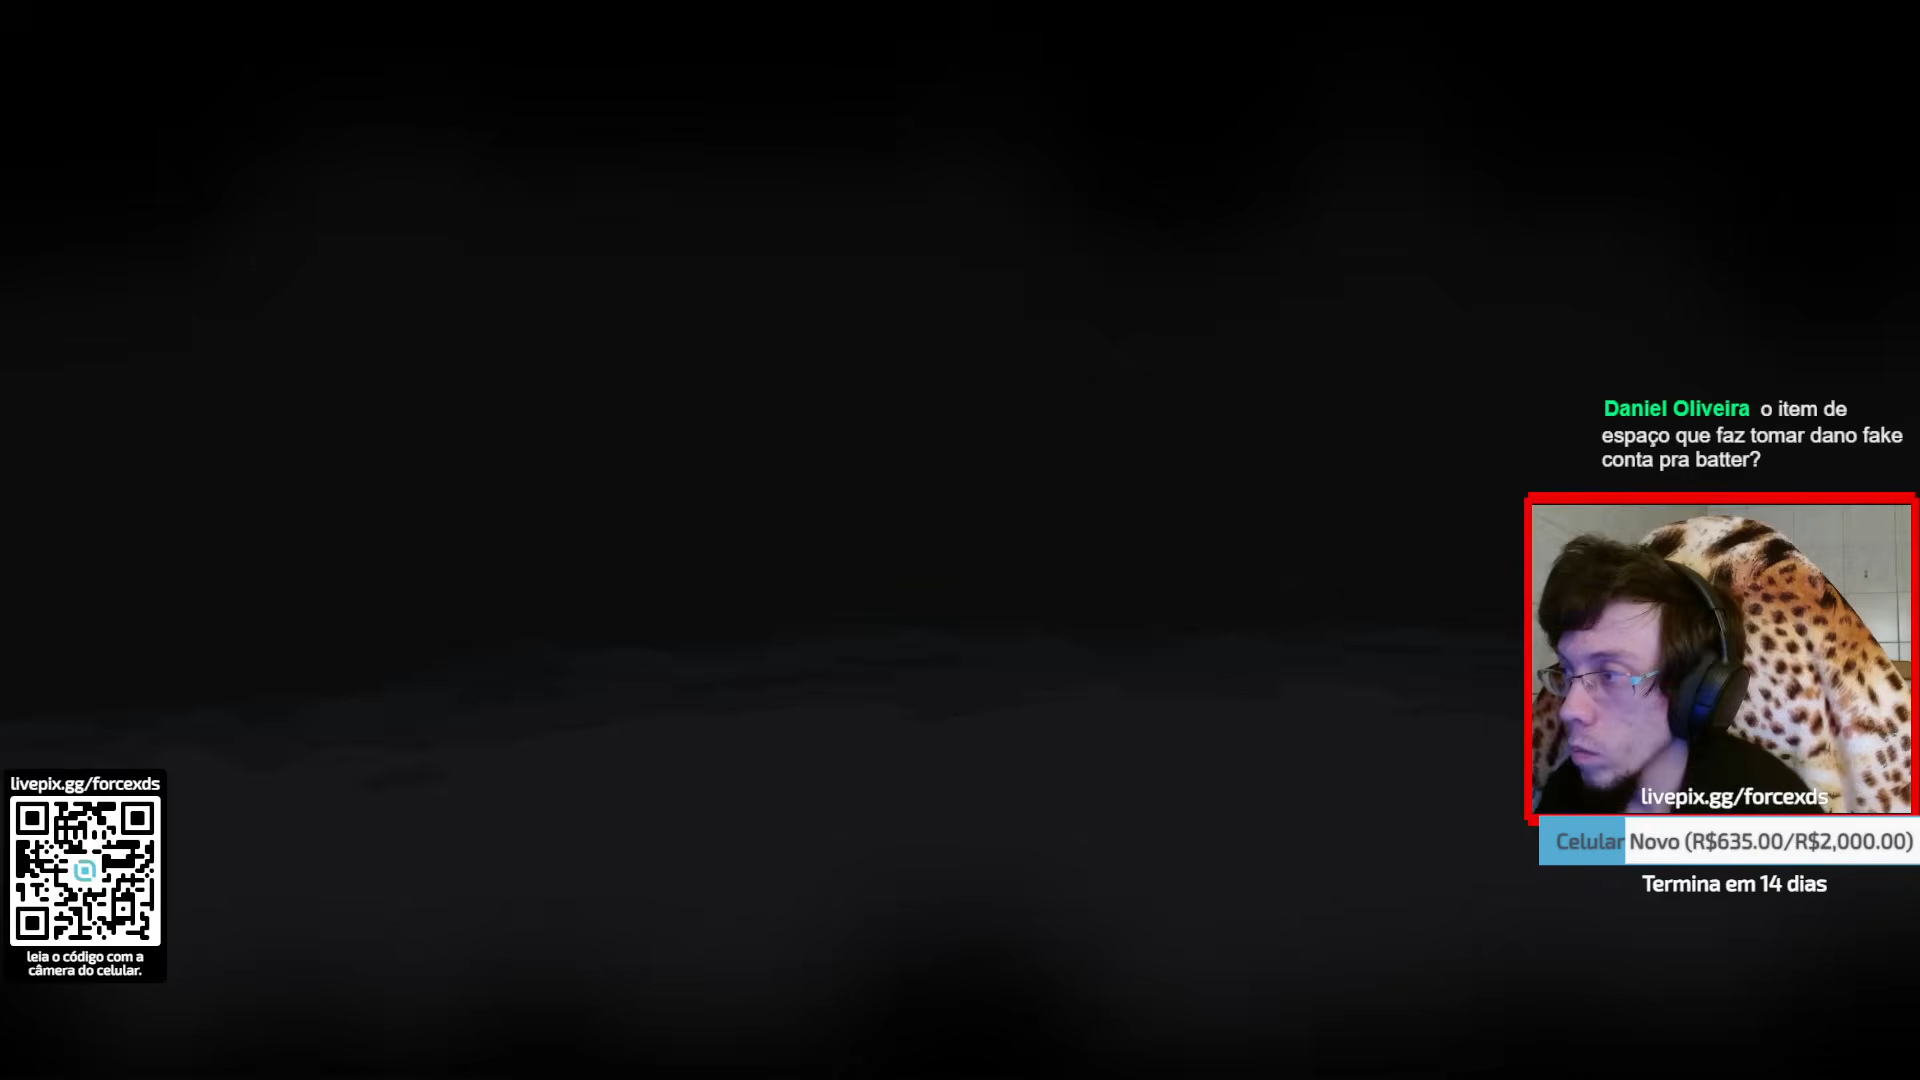 Daniel Oliveira o item de
espaço que faz tomar dano fake
conta pra batter?
livepix.gg/forcexds
Celular Novo (R$635.00/R$2,000.00)
Termina em 14 dias
livepix.gg/forcexds
leia o código com a
câmera do celular.